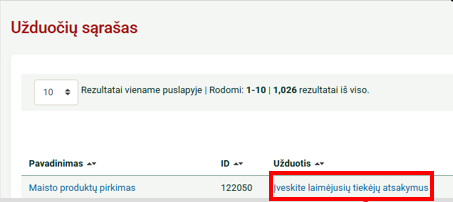 Užduočių sąrašas
10 Rezultatai viename puslapyje | Rodomi: 1-10 | 1,026 rezultatai iš viso.
Pavadinimas ID Užduotis
Maisto produktų pirkimas 122050 Įveskite laimėjusių tiekėjų atsakymus